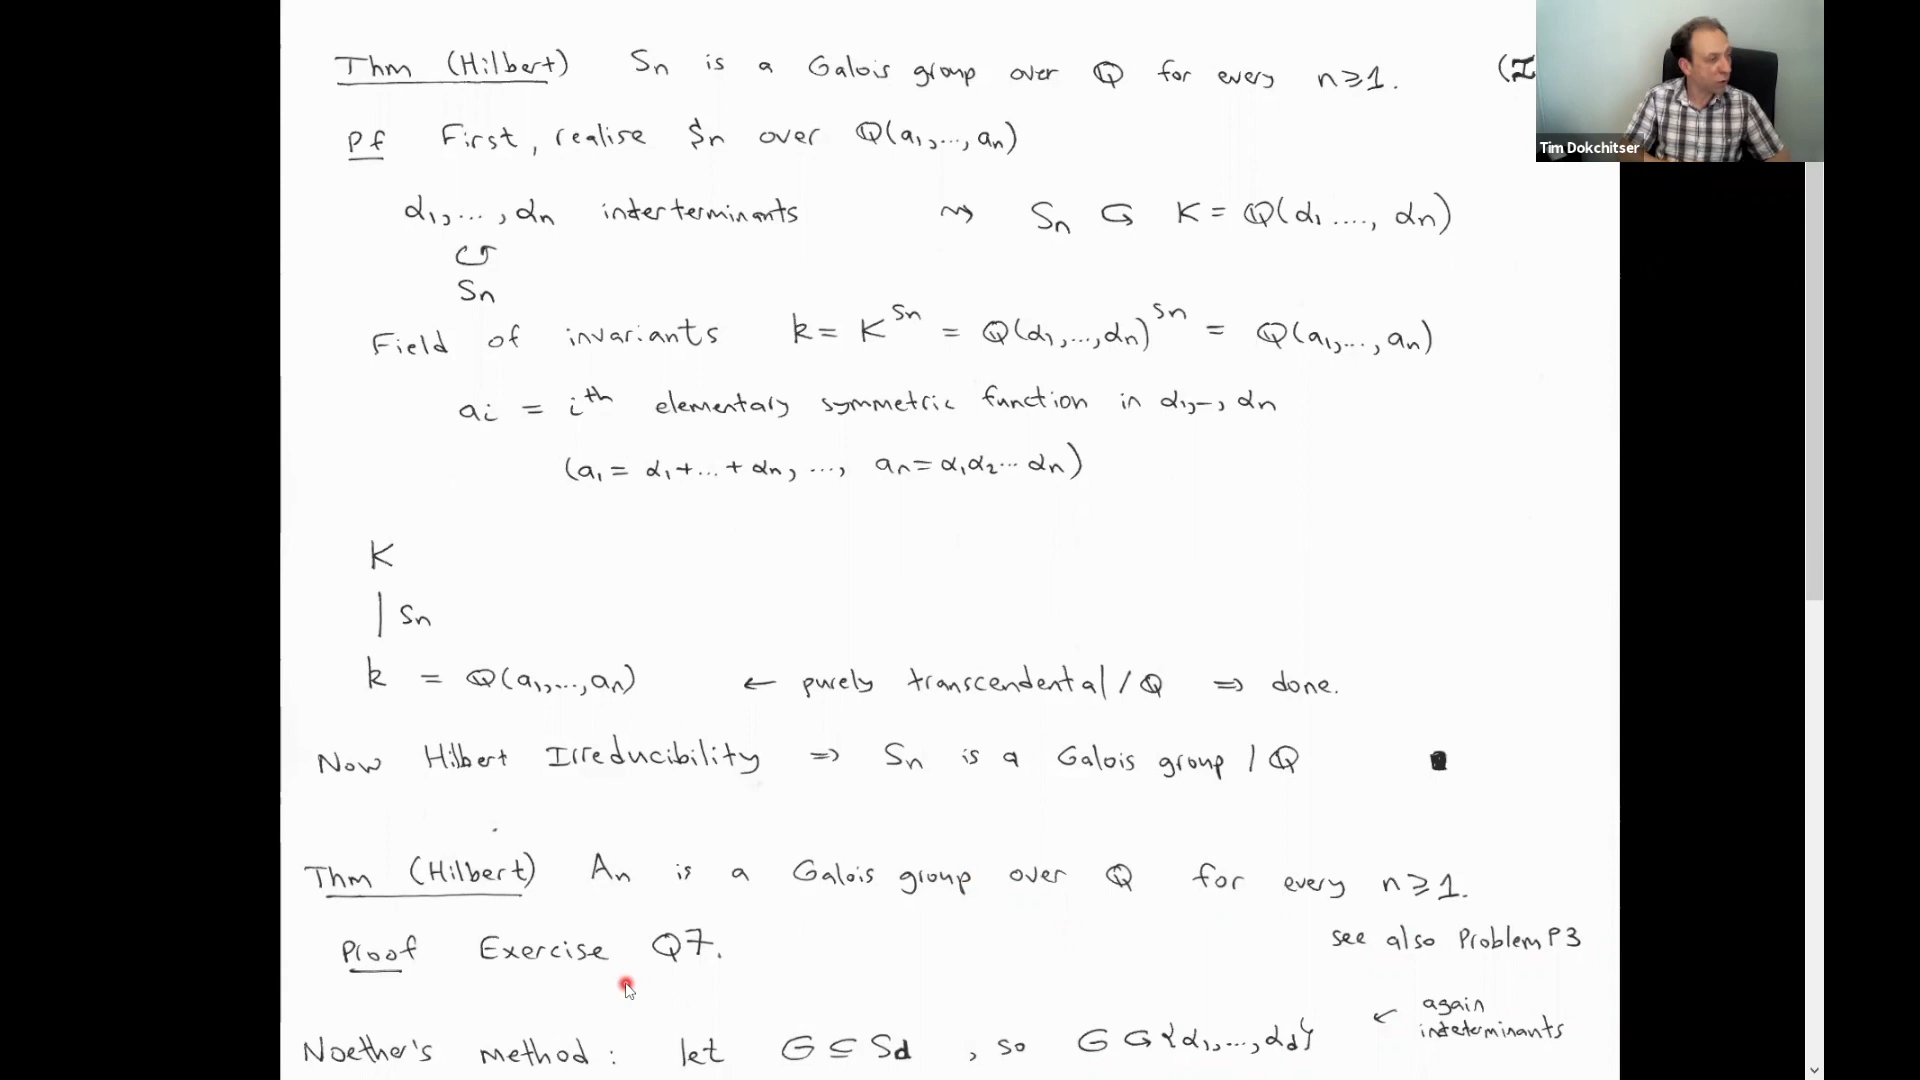 Thm (Hilbert) Sn is a Galois group over ℚ for every n≥1. (I
Tim Dokchitser
Pf First, realise Sn over ℚ(a₁,...,aₙ)
α₁,...,αₙ interterminants ⇝ Sn ↻ K = ℚ(α₁....,αₙ)
↻
Sn
Field of invariants k = K^Sn = ℚ(α₁,...,αₙ)^Sn = ℚ(a₁,...,aₙ)
ai = i^th elementary symmetric function in α₁,–,αₙ
(a₁ = α₁+...+αₙ, ..., aₙ = α₁α₂...αₙ)
K
| Sn
k = ℚ(a₁,...,aₙ) ← purely transcendental/ℚ ⇒ done.
Now Hilbert Irreducibility ⇒ Sn is a Galois group /ℚ ∎
Thm (Hilbert) An is a Galois group over ℚ for every n≥1.
see also Problem P3
Proof Exercise Q7.
← again
indeterminants
Noether's method: let G ⊆ Sd, so G ↻ {α₁,...,αd}